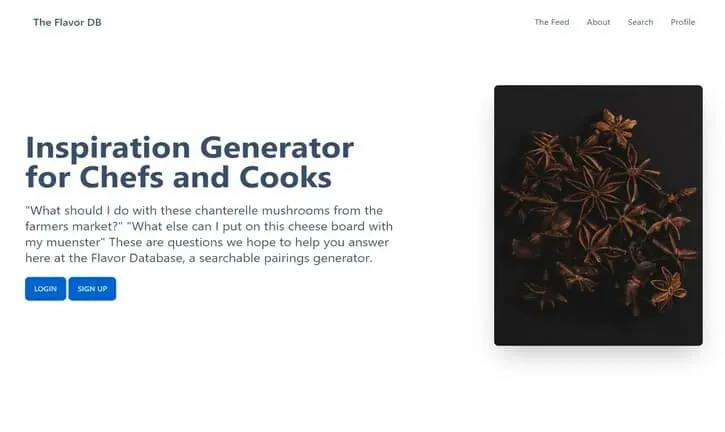 The Flavor DB
The Feed About Search Profile
Inspiration Generator
for Chefs and Cooks
"What should I do with these chanterelle mushrooms from the
farmers market?" "What else can I put on this cheese board with
my muenster" These are questions we hope to help you answer
here at the Flavor Database, a searchable pairings generator.
LOGIN SIGN UP